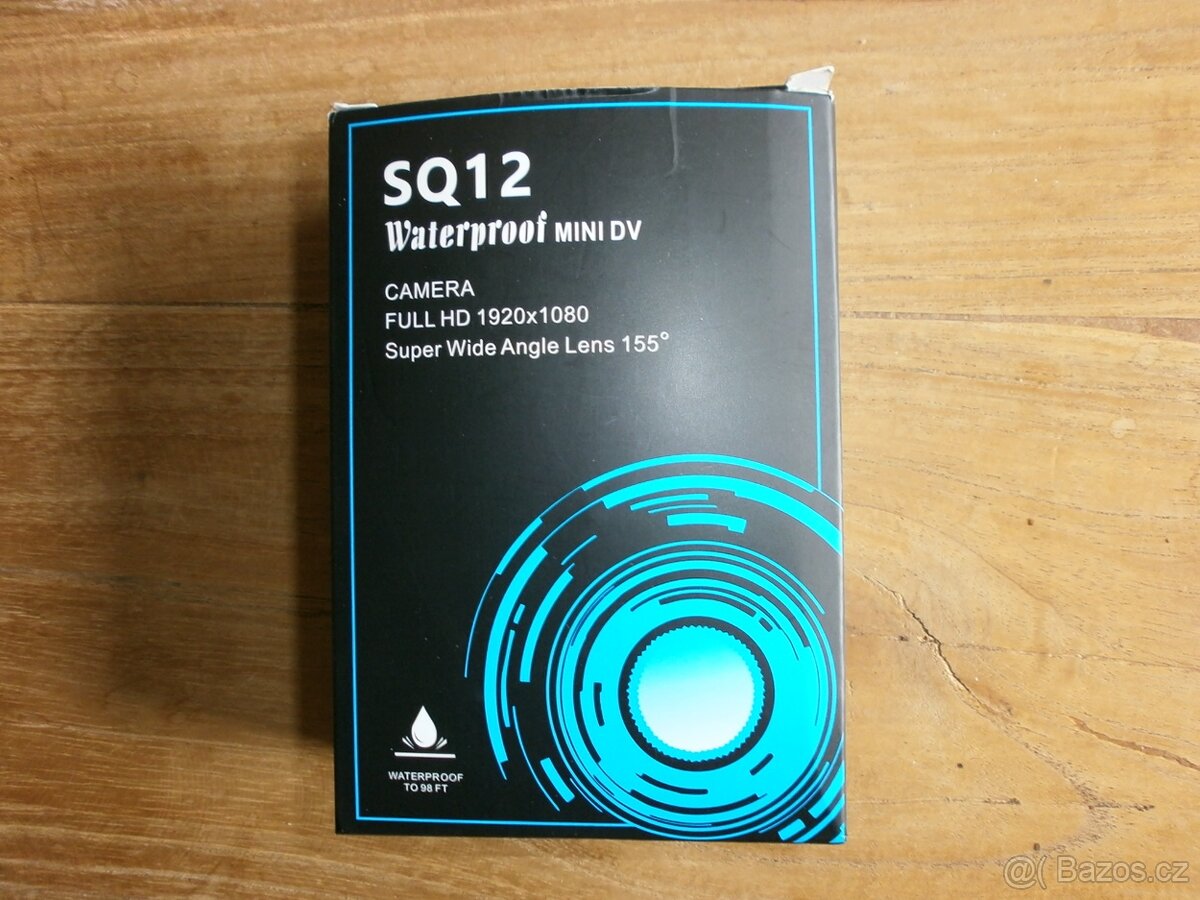 SQ12
Waterproof MINI DV
CAMERA
FULL HD 1920x1080
Super Wide Angle Lens 155°
WATERPROOF
TO 98 FT
@( Bazos.cz